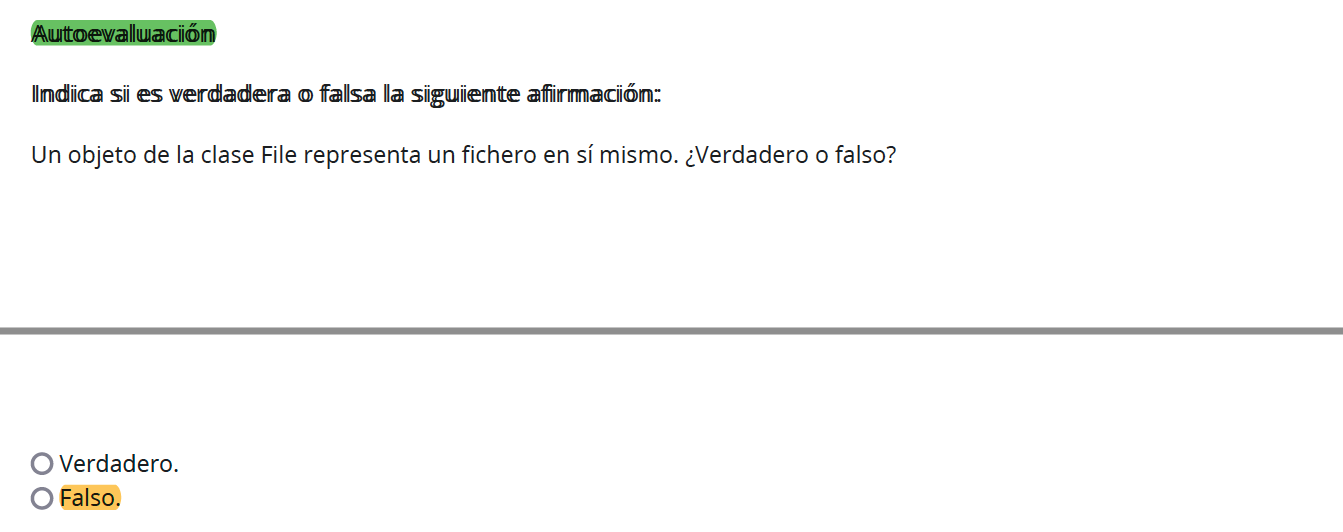 Autoevaluación
Indica si es verdadera o falsa la siguiente afirmación:
Un objeto de la clase File representa un fichero en sí mismo. ¿Verdadero o falso?
Verdadero.
Falso.